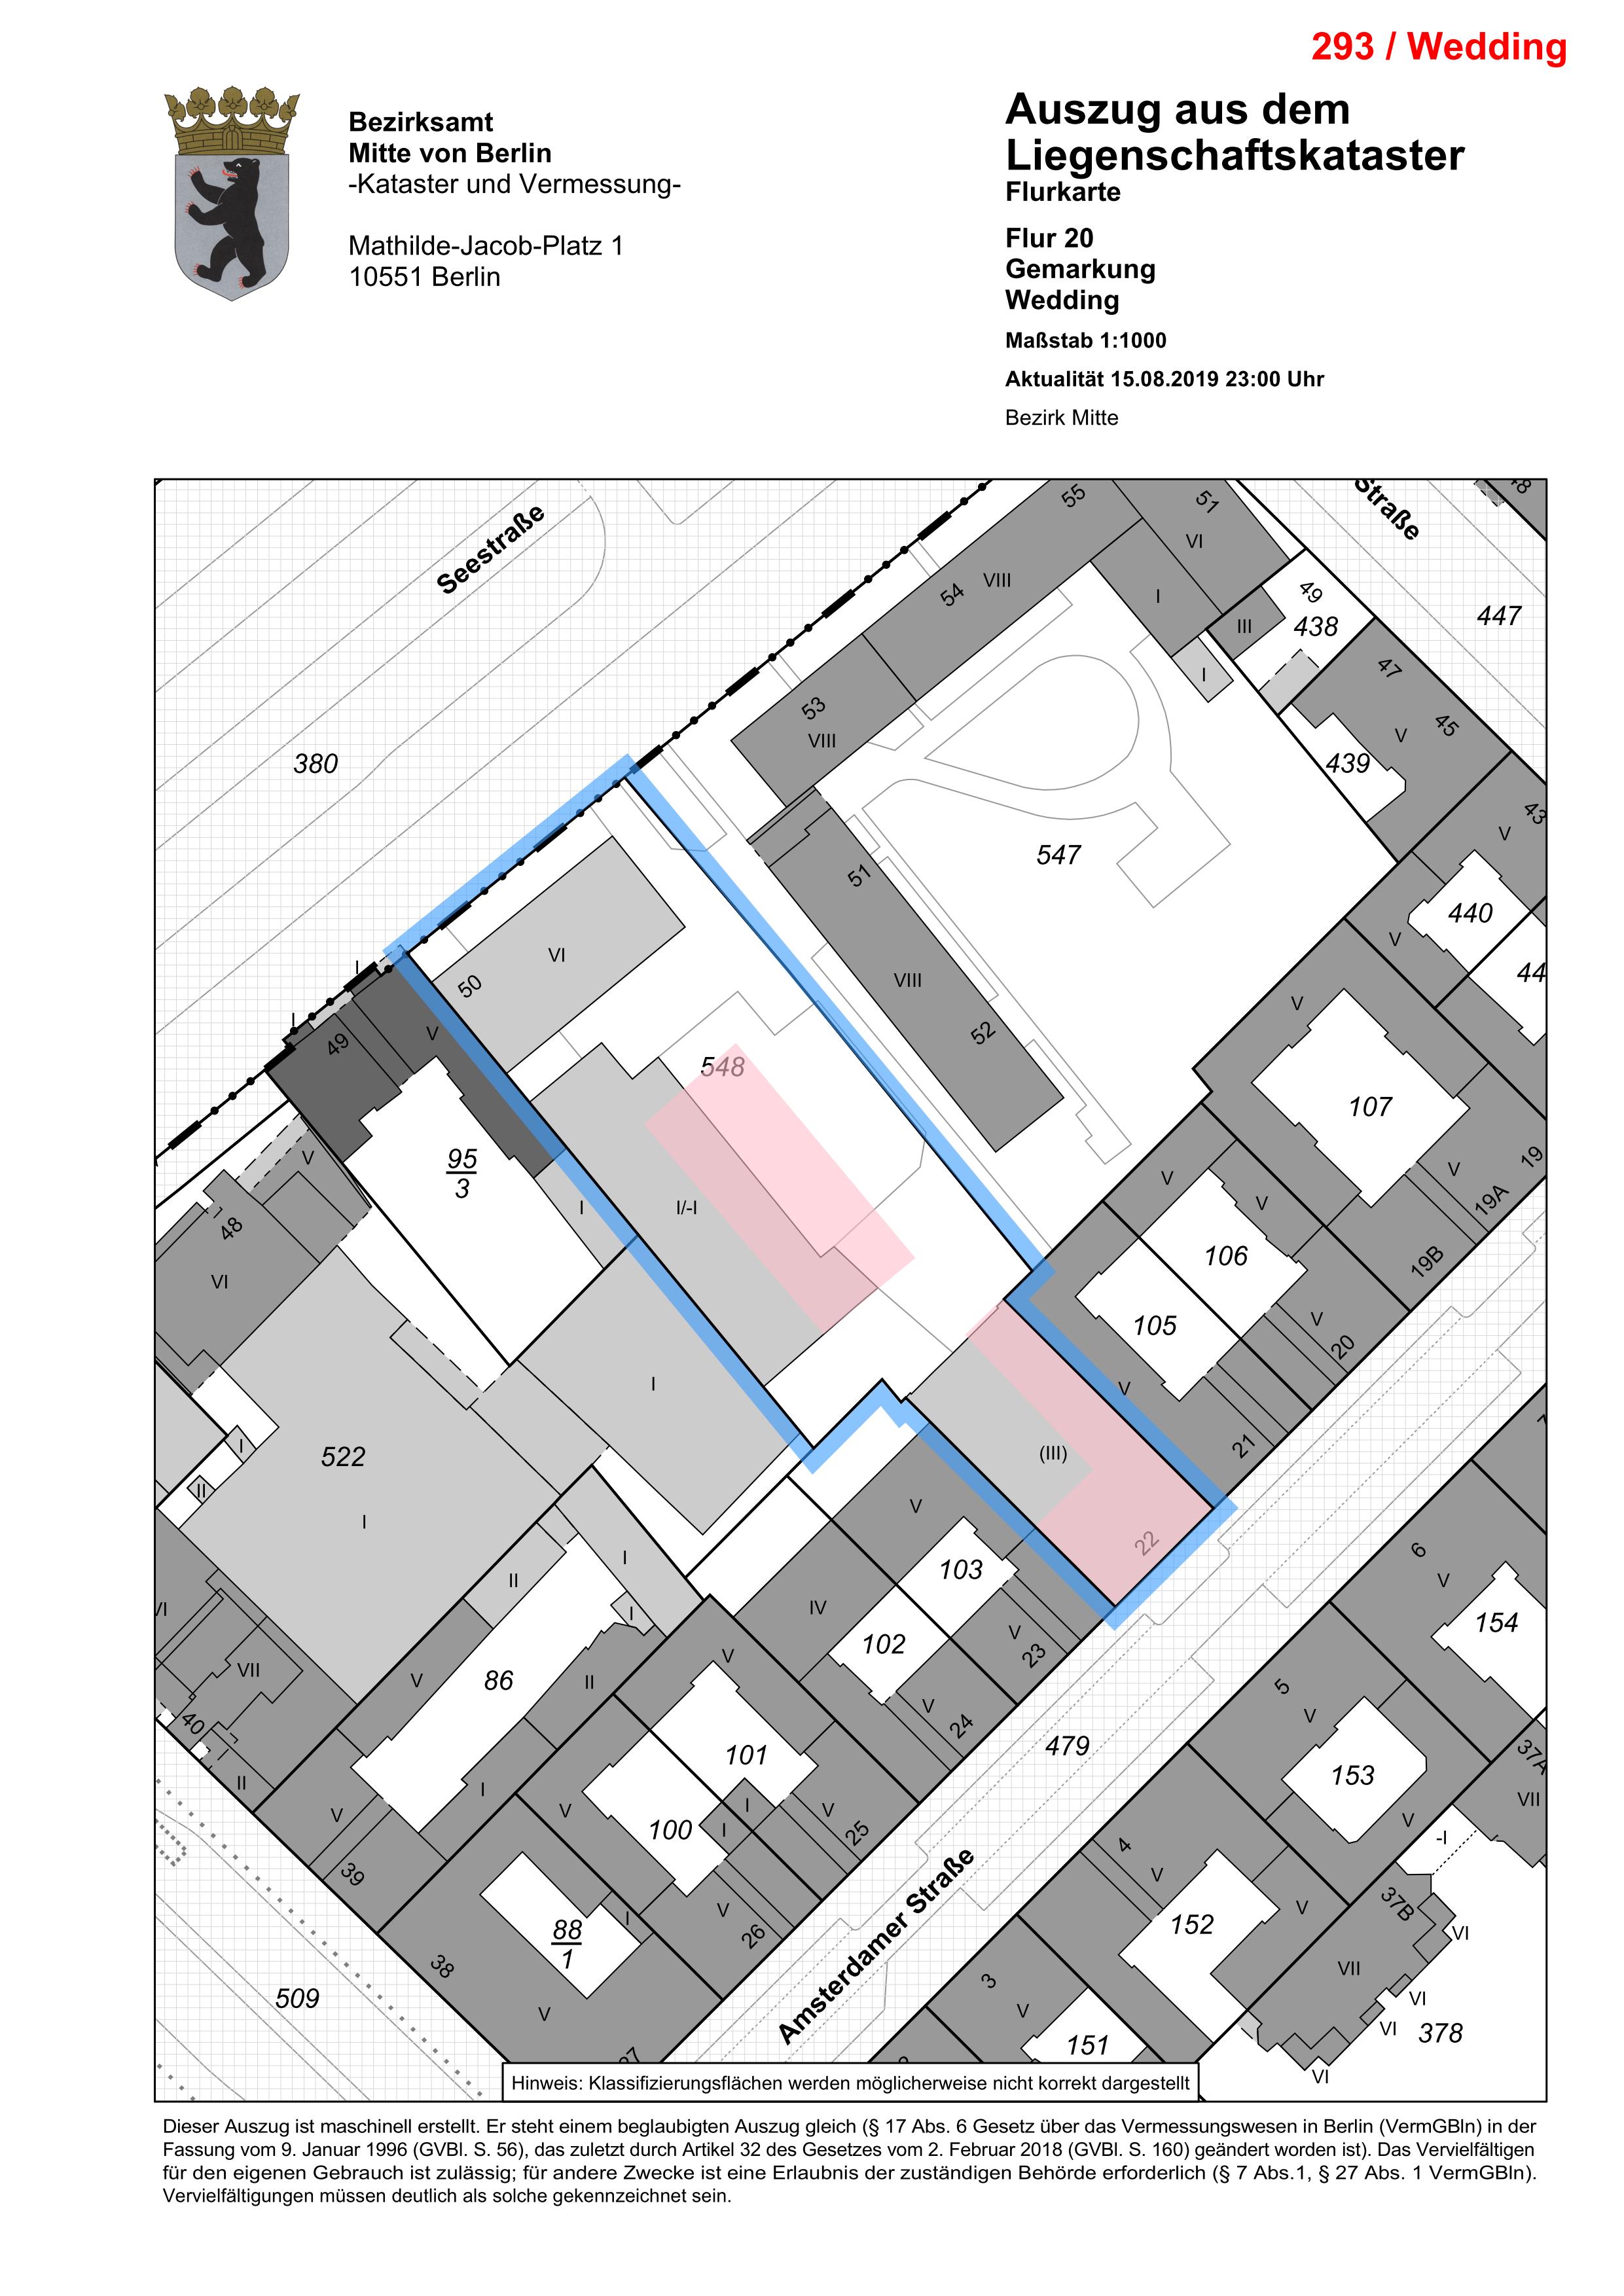 293 / Wedding
Bezirksamt
Mitte von Berlin
-Kataster und Vermessung-
Mathilde-Jacob-Platz 1
10551 Berlin
Auszug aus dem
Liegenschaftskataster
Flurkarte
Flur 20
Gemarkung
Wedding
Maßstab 1:1000
Aktualität 15.08.2019 23:00 Uhr
Bezirk Mitte
Seestraße
Straße
48
55
51
VI
54
VIII
49
438
447
I
III
I
47
45
V
439
53
VIII
380
43
V
547
51
440
V
44
VI
50
VIII
52
V
I
I
49
V
548
107
V
19
19A
19B
95
3
V
I
I/-I
V
V
106
105
V
20
V
21
48
VI
V
I
522
I
I
II
I
(III)
22
V
103
6
V
154
VI
VII
II
I
I
IV
102
V
23
V
86
II
V
24
479
5
V
153
37A
VII
V
40
II
V
I
V
101
I
I
100
V
25
4
V
152
V
-I
37B
VI
VII
VI
VI
378
VI
39
88
1
I
V
26
38
V
509
Amsterdamer Straße
3
V
151
Hinweis: Klassifizierungsflächen werden möglicherweise nicht korrekt dargestellt
Dieser Auszug ist maschinell erstellt. Er steht einem beglaubigten Auszug gleich (§ 17 Abs. 6 Gesetz über das Vermessungswesen in Berlin (VermGBln) in der
Fassung vom 9. Januar 1996 (GVBl. S. 56), das zuletzt durch Artikel 32 des Gesetzes vom 2. Februar 2018 (GVBl. S. 160) geändert worden ist). Das Vervielfältigen
für den eigenen Gebrauch ist zulässig; für andere Zwecke ist eine Erlaubnis der zuständigen Behörde erforderlich (§ 7 Abs.1, § 27 Abs. 1 VermGBln).
Vervielfältigungen müssen deutlich als solche gekennzeichnet sein.